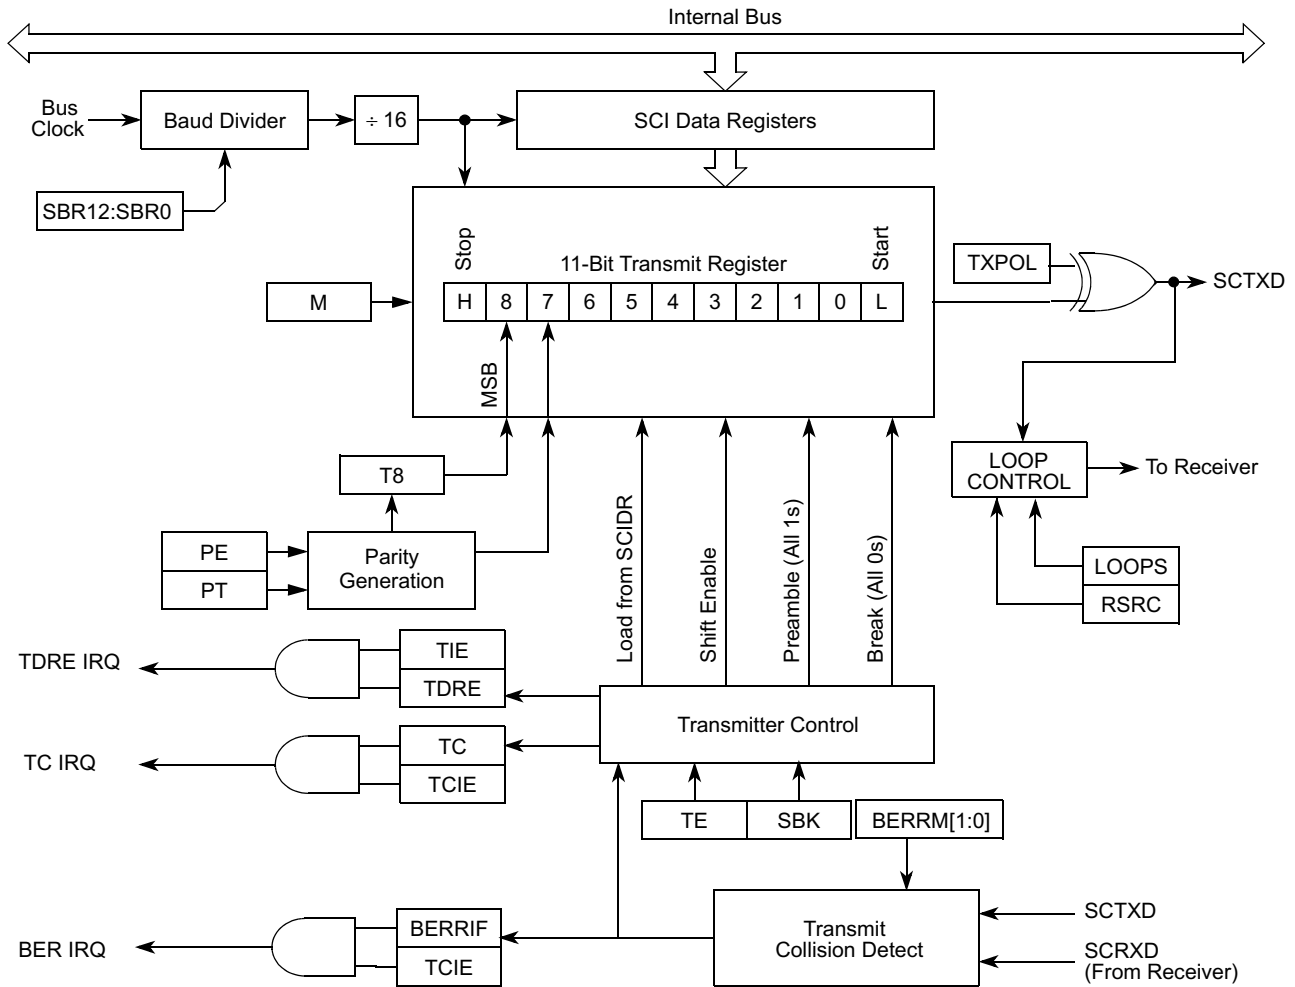 Internal Bus
Bus
Clock
Baud Divider
÷ 16
SCI Data Registers
SBR12:SBR0
Stop
11-Bit Transmit Register
Start
M
H 8 7 6 5 4 3 2 1 0 L
TXPOL
SCTXD
MSB
T8
LOOP
CONTROL
To Receiver
PE
PT
Parity
Generation
Load from SCIDR
Shift Enable
Preamble (All 1s)
Break (All 0s)
LOOPS
RSRC
TDRE IRQ
TIE
TDRE
Transmitter Control
TC IRQ
TC
TCIE
TE
SBK
BERRM[1:0]
BER IRQ
BERRIF
TCIE
Transmit
Collision Detect
SCTXD
SCRXD
(From Receiver)